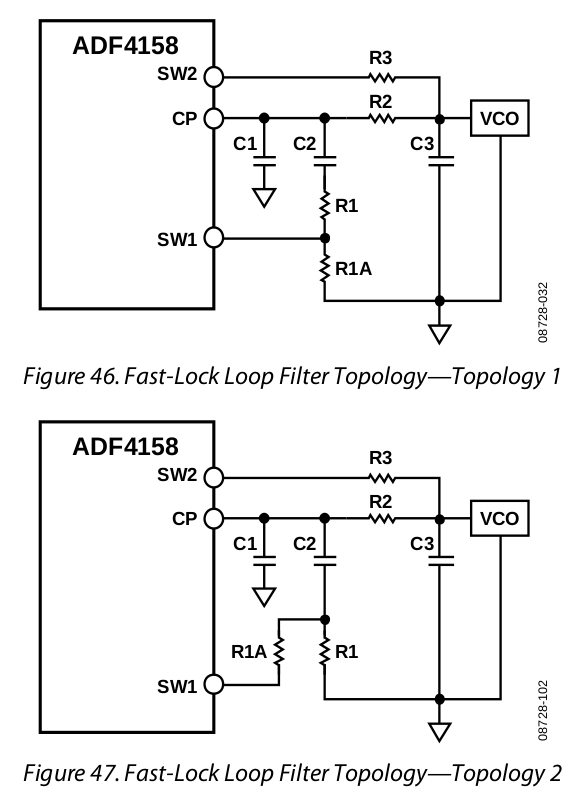 ADF4158
SW2
R3
CP
R2
VCO
C1
C2
C3
R1
SW1
R1A
08728-032
Figure 46. Fast-Lock Loop Filter Topology—Topology 1
ADF4158
SW2
R3
CP
R2
VCO
C1
C2
C3
R1A
R1
SW1
08728-102
Figure 47. Fast-Lock Loop Filter Topology—Topology 2